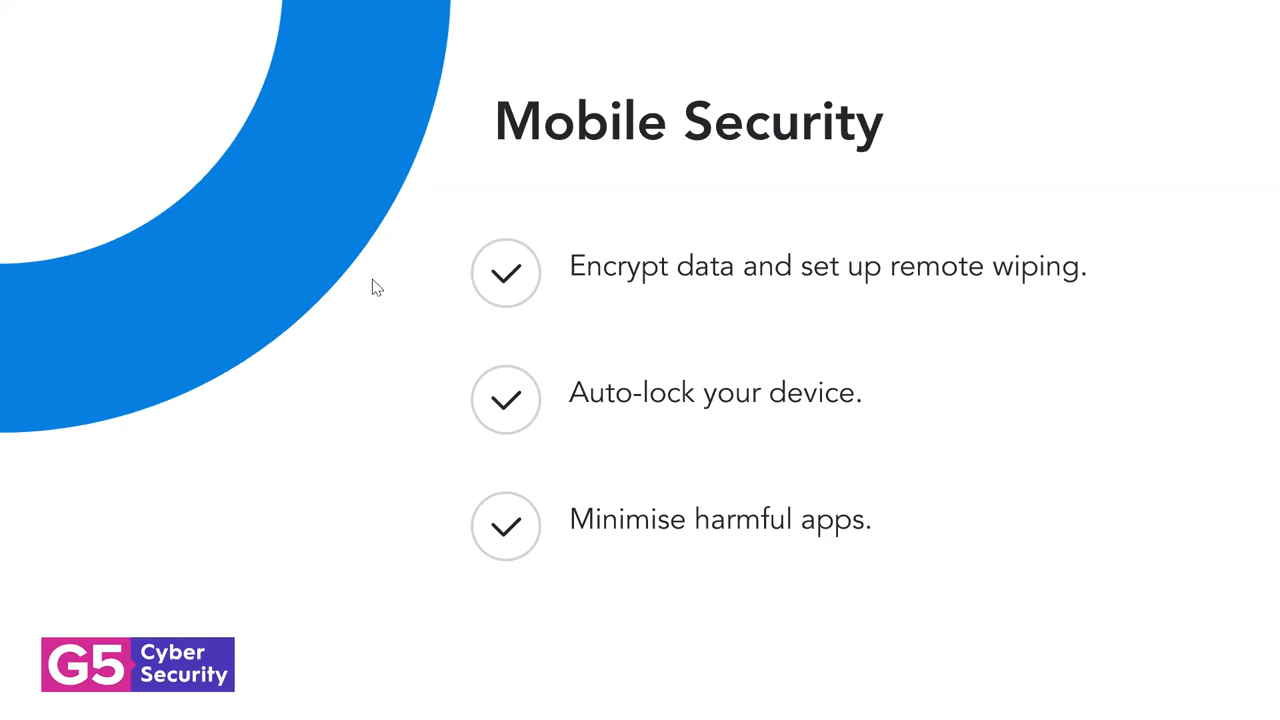 Mobile Security
Encrypt data and set up remote wiping.
Auto-lock your device.
Minimise harmful apps.
G5 Cyber
Security